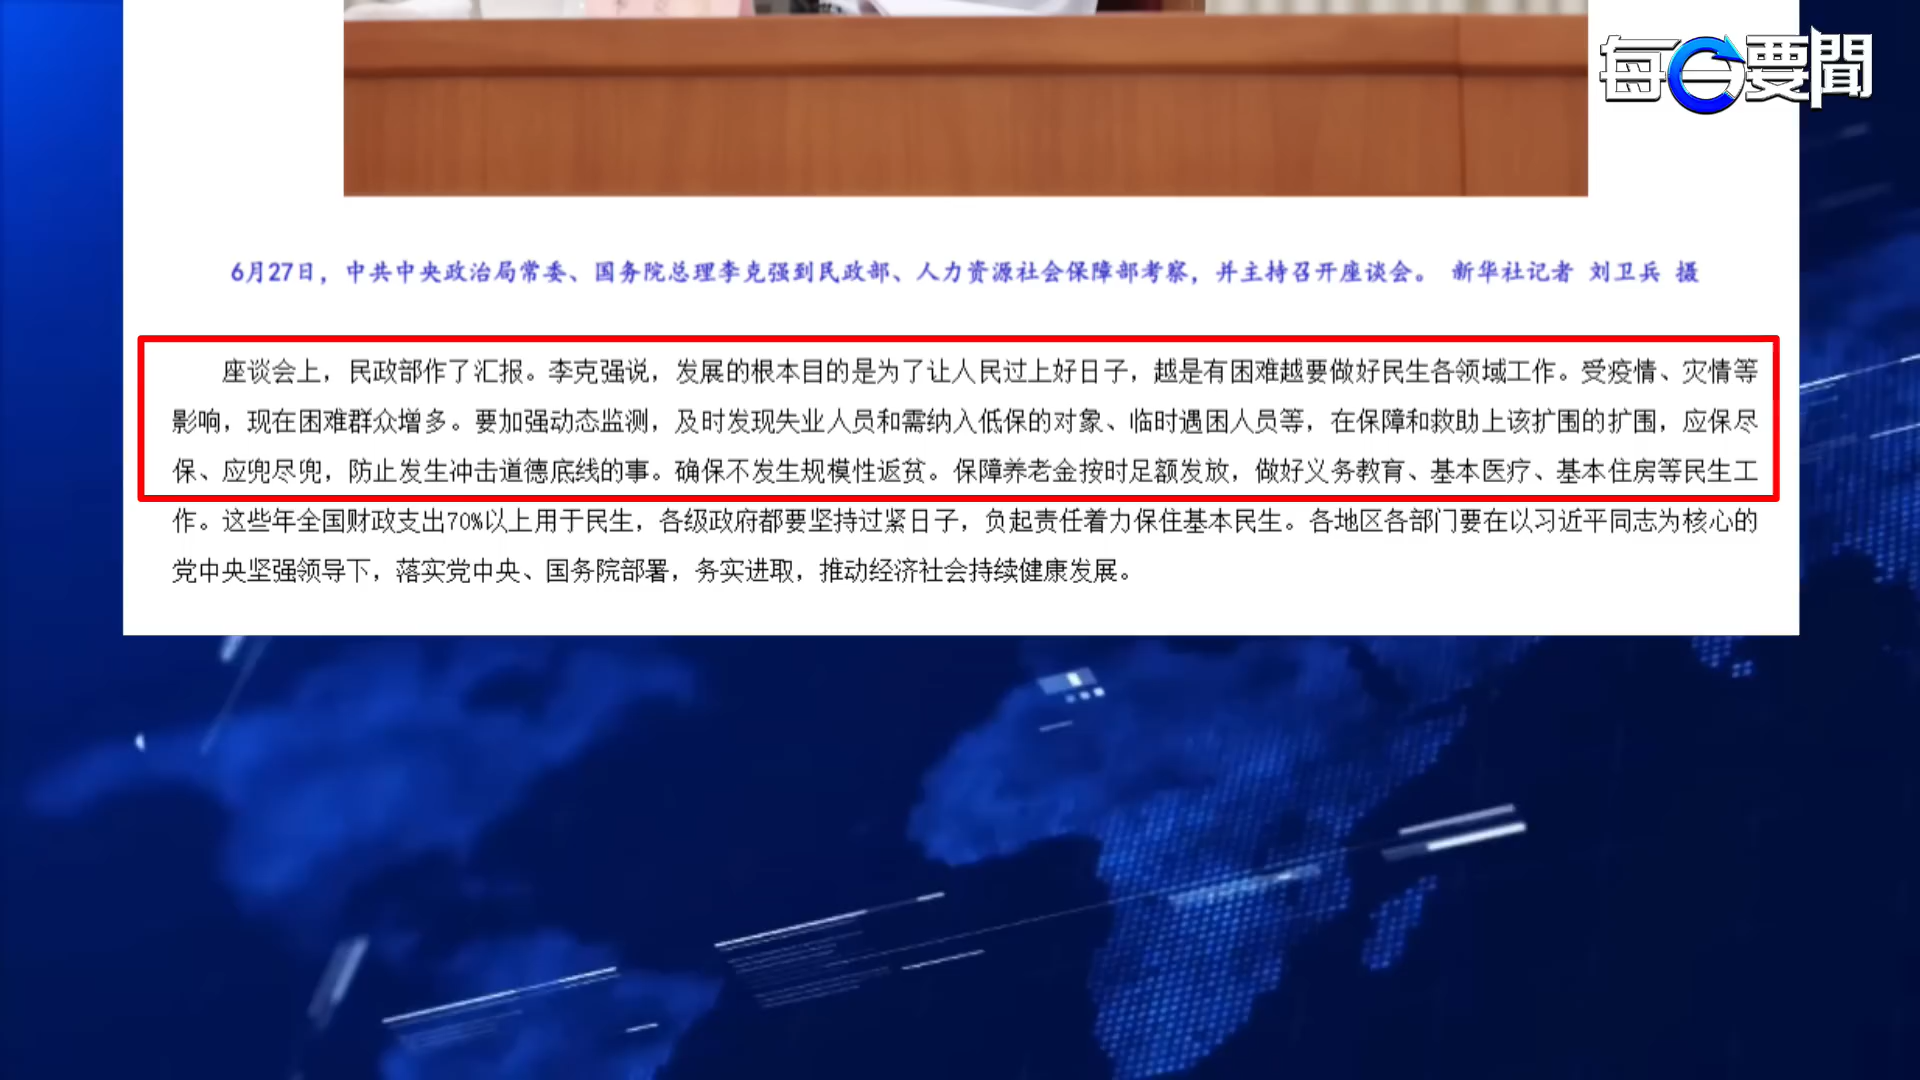 每日要聞
6月27日，中共中央政治局常委、国务院总理李克强到民政部、人力资源社会保障部考察，并主持召开座谈会。 新华社记者 刘卫兵 摄
座谈会上，民政部作了汇报。李克强说，发展的根本目的是为了让人民过上好日子，越是有困难越要做好民生各领域工作。受疫情、灾情等
影响，现在困难群众增多。要加强动态监测，及时发现失业人员和需纳入低保的对象、临时遇困人员等，在保障和救助上该扩围的扩围，应保尽
保、应兜尽兜，防止发生冲击道德底线的事。确保不发生规模性返贫。保障养老金按时足额发放，做好义务教育、基本医疗、基本住房等民生工
作。这些年全国财政支出70%以上用于民生，各级政府都要坚持过紧日子，负起责任着力保住基本民生。各地区各部门要在以习近平同志为核心的
党中央坚强领导下，落实党中央、国务院部署，务实进取，推动经济社会持续健康发展。